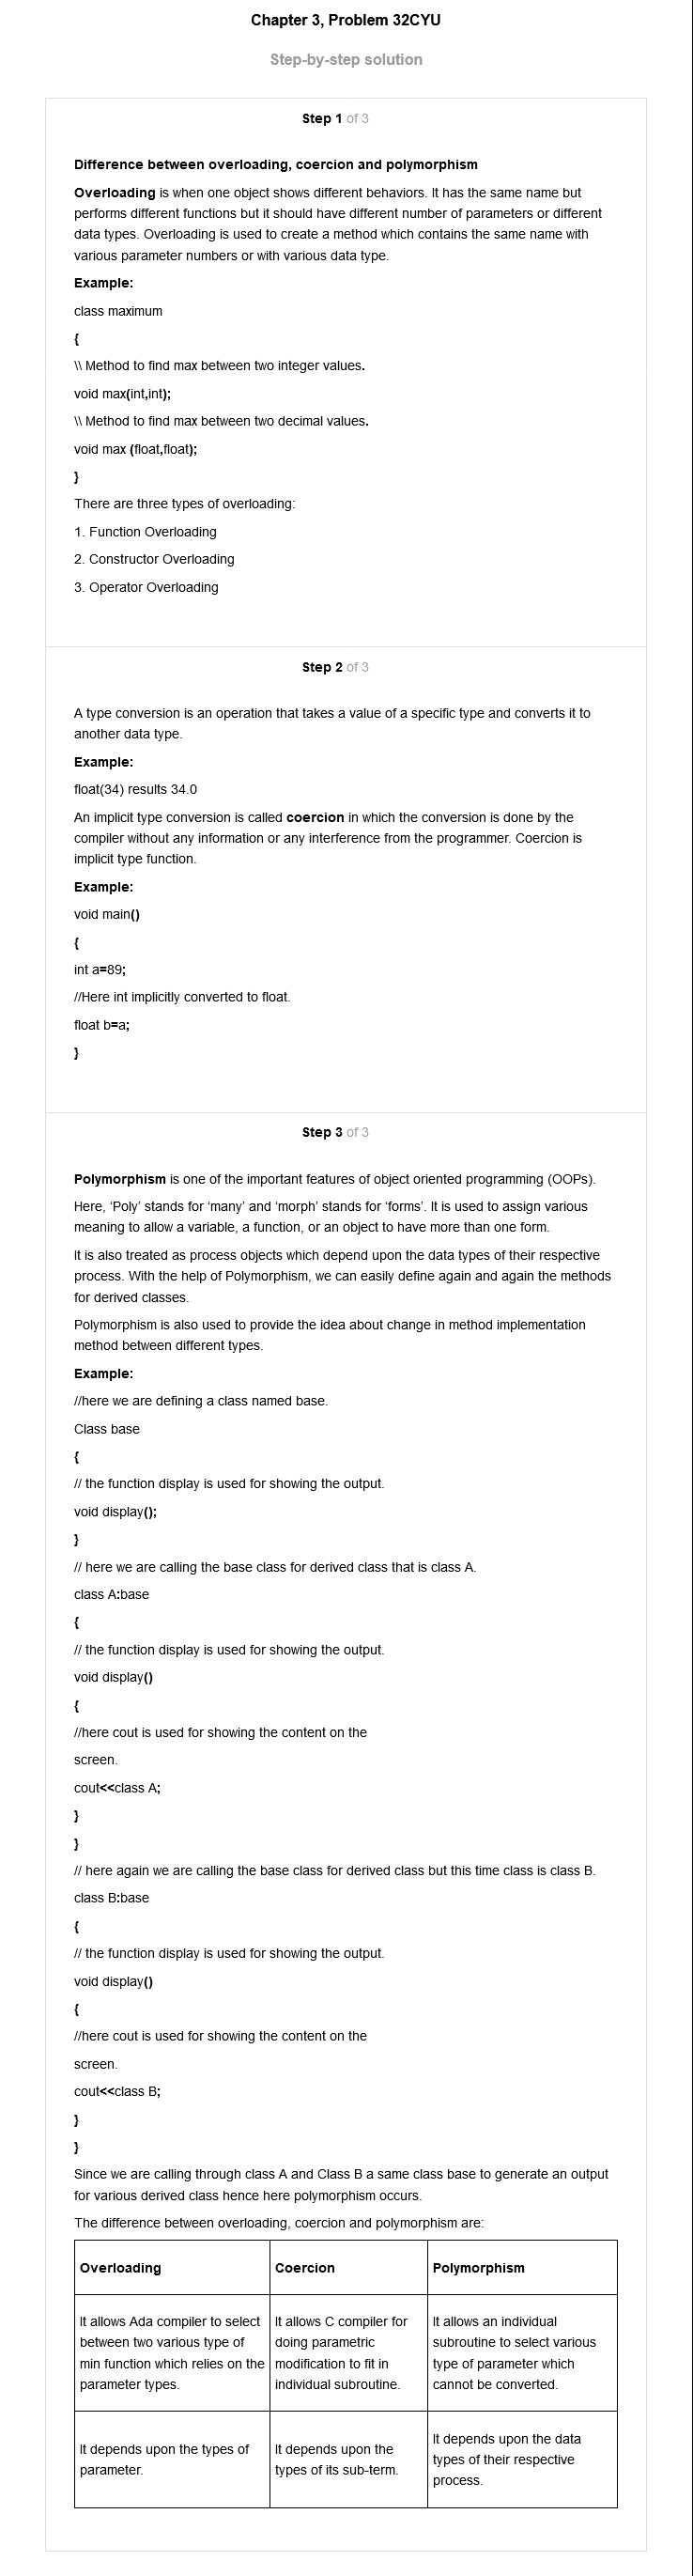 Chapter 3, Problem 32CYU
Step-by-step solution
Step 1 of 3
Difference between overloading, coercion and polymorphism
Overloading is when one object shows different behaviors. It has the same name but
performs different functions but it should have different number of parameters or different
data types. Overloading is used to create a method which contains the same name with
various parameter numbers or with various data type.
Example:
class maximum
{
\\ Method to find max between two integer values.
void max(int,int);
\\ Method to find max between two decimal values.
void max (float,float);
}
There are three types of overloading:
1. Function Overloading
2. Constructor Overloading
3. Operator Overloading
Step 2 of 3
A type conversion is an operation that takes a value of a specific type and converts it to
another data type.
Example:
float(34) results 34.0
An implicit type conversion is called coercion in which the conversion is done by the
compiler without any information or any interference from the programmer. Coercion is
implicit type function.
Example:
void main()
{
int a=89;
//Here int implicitly converted to float.
float b=a;
}
Step 3 of 3
Polymorphism is one of the important features of object oriented programming (OOPs).
Here, ‘Poly’ stands for ‘many’ and ‘morph’ stands for ‘forms’. It is used to assign various
meaning to allow a variable, a function, or an object to have more than one form.
It is also treated as process objects which depend upon the data types of their respective
process. With the help of Polymorphism, we can easily define again and again the methods
for derived classes.
Polymorphism is also used to provide the idea about change in method implementation
method between different types.
Example:
//here we are defining a class named base.
Class base
{
// the function display is used for showing the output.
void display();
}
// here we are calling the base class for derived class that is class A.
class A:base
{
// the function display is used for showing the output.
void display()
{
//here cout is used for showing the content on the
screen.
cout<<class A;
}
}
// here again we are calling the base class for derived class but this time class is class B.
class B:base
{
// the function display is used for showing the output.
void display()
{
//here cout is used for showing the content on the
screen.
cout<<class B;
}
}
Since we are calling through class A and Class B a same class base to generate an output
for various derived class hence here polymorphism occurs.
The difference between overloading, coercion and polymorphism are:
Overloading
Coercion
Polymorphism
It allows Ada compiler to select
between two various type of
min function which relies on the
parameter types.
It allows C compiler for
doing parametric
modification to fit in
individual subroutine.
It allows an individual
subroutine to select various
type of parameter which
cannot be converted.
It depends upon the types of
parameter.
It depends upon the
types of its sub-term.
It depends upon the data
types of their respective
process.